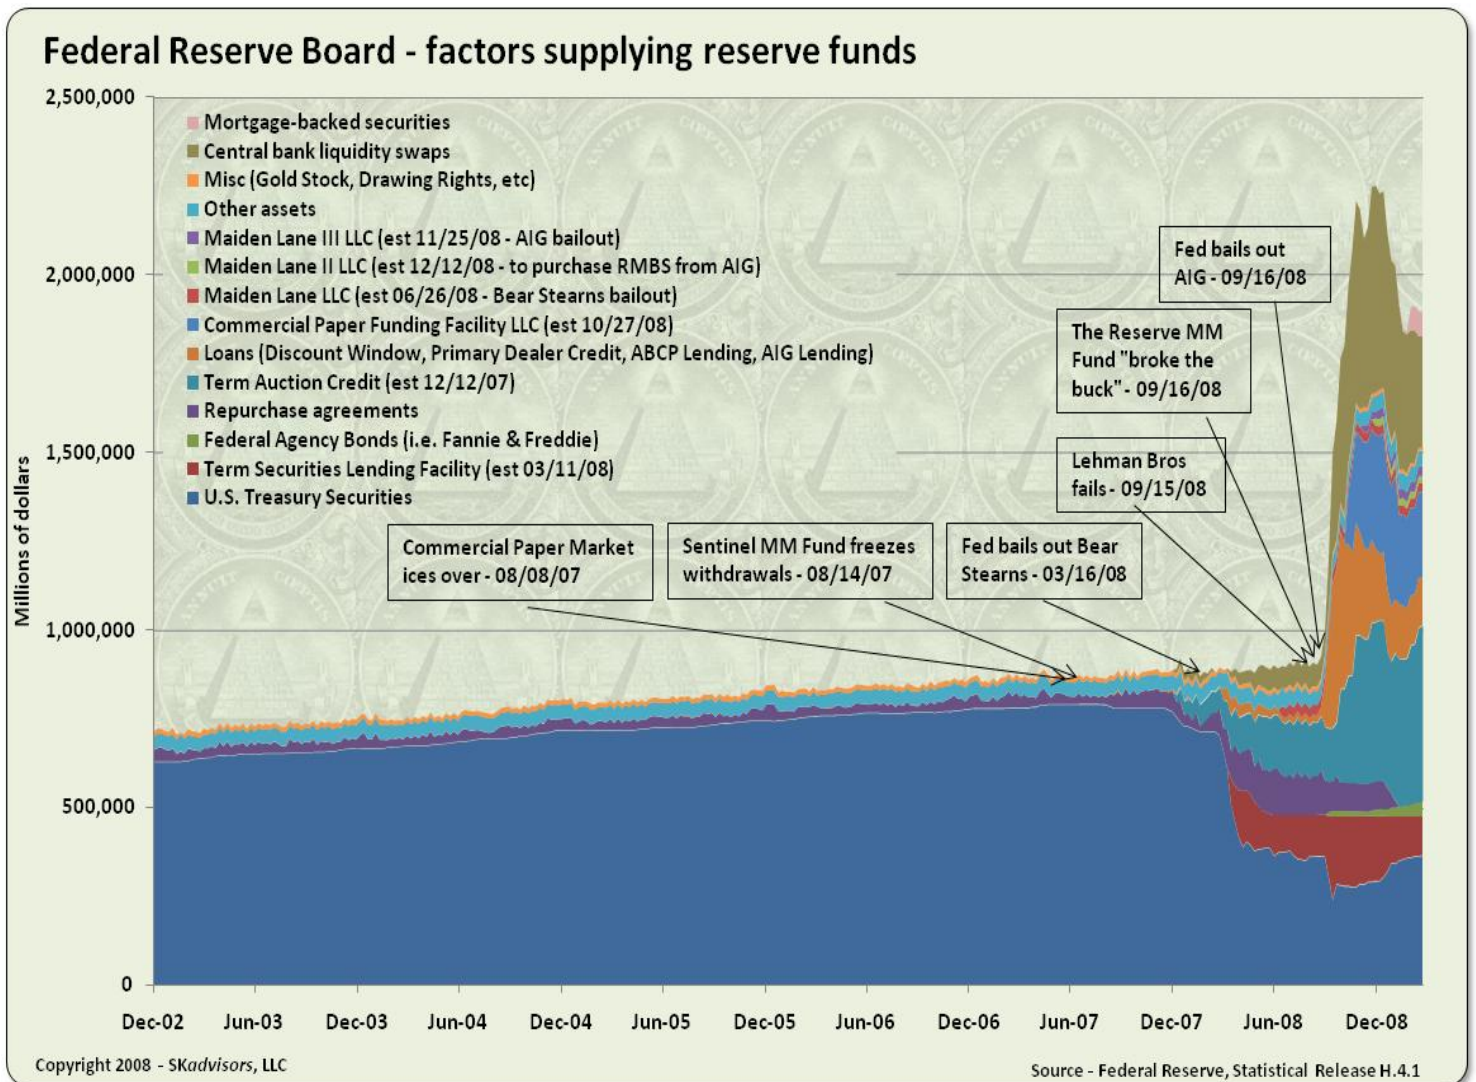 Federal Reserve Board - factors supplying reserve funds
Millions of dollars
2,500,000
2,000,000
1,500,000
1,000,000
500,000
0
Mortgage-backed securities
Central bank liquidity swaps
Misc (Gold Stock, Drawing Rights, etc)
Other assets
Maiden Lane III LLC (est 11/25/08 - AIG bailout)
Maiden Lane II LLC (est 12/12/08 - to purchase RMBS from AIG)
Maiden Lane LLC (est 06/26/08 - Bear Stearns bailout)
Commercial Paper Funding Facility LLC (est 10/27/08)
Loans (Discount Window, Primary Dealer Credit, ABCP Lending, AIG Lending)
Term Auction Credit (est 12/12/07)
Repurchase agreements
Federal Agency Bonds (i.e. Fannie & Freddie)
Term Securities Lending Facility (est 03/11/08)
U.S. Treasury Securities
Commercial Paper Market
ices over - 08/08/07
Sentinel MM Fund freezes
withdrawals - 08/14/07
Fed bails out Bear
Stearns - 03/16/08
Lehman Bros
fails - 09/15/08
The Reserve MM
Fund "broke the
buck" - 09/16/08
Fed bails out
AIG - 09/16/08
Dec-02 Jun-03 Dec-03 Jun-04 Dec-04 Jun-05 Dec-05 Jun-06 Dec-06 Jun-07 Dec-07 Jun-08 Dec-08
Copyright 2008 - SKadvisors, LLC
Source - Federal Reserve, Statistical Release H.4.1